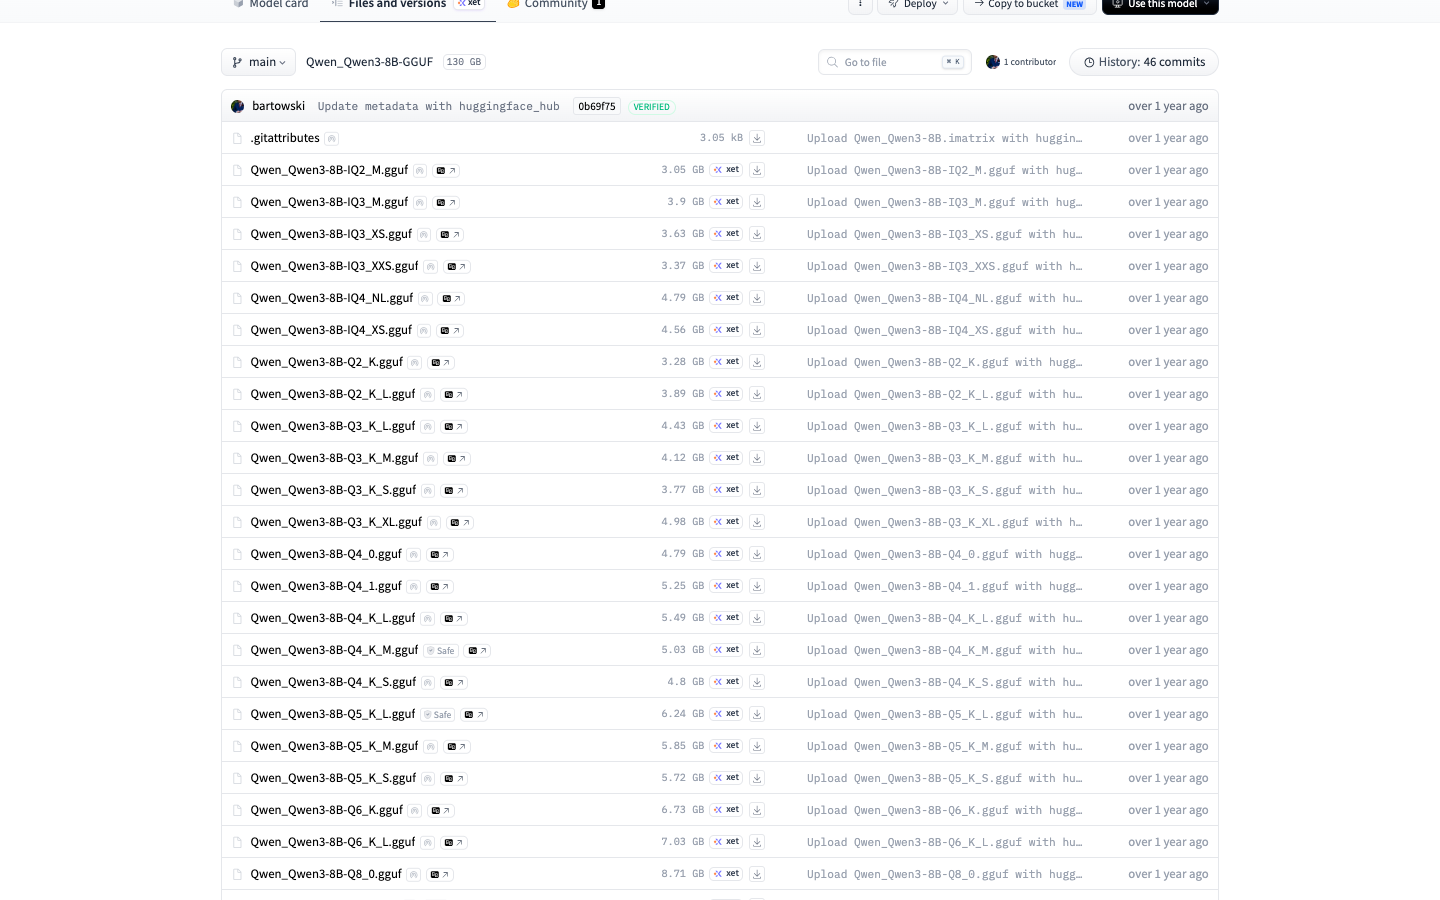 Model card Files and versions xet Community 1 Deploy Copy to bucket NEW Use this model
main Qwen_Qwen3-8B-GGUF 130 GB Go to file ⌘ K 1 contributor History: 46 commits
bartowski Update metadata with huggingface_hub 0b69f75 VERIFIED over 1 year ago
.gitattributes 3.05 kB Upload Qwen_Qwen3-8B.imatrix with huggin… over 1 year ago
Qwen_Qwen3-8B-IQ2_M.gguf 3.05 GB xet Upload Qwen_Qwen3-8B-IQ2_M.gguf with hug… over 1 year ago
Qwen_Qwen3-8B-IQ3_M.gguf 3.9 GB xet Upload Qwen_Qwen3-8B-IQ3_M.gguf with hug… over 1 year ago
Qwen_Qwen3-8B-IQ3_XS.gguf 3.63 GB xet Upload Qwen_Qwen3-8B-IQ3_XS.gguf with hu… over 1 year ago
Qwen_Qwen3-8B-IQ3_XXS.gguf 3.37 GB xet Upload Qwen_Qwen3-8B-IQ3_XXS.gguf with h… over 1 year ago
Qwen_Qwen3-8B-IQ4_NL.gguf 4.79 GB xet Upload Qwen_Qwen3-8B-IQ4_NL.gguf with hu… over 1 year ago
Qwen_Qwen3-8B-IQ4_XS.gguf 4.56 GB xet Upload Qwen_Qwen3-8B-IQ4_XS.gguf with hu… over 1 year ago
Qwen_Qwen3-8B-Q2_K.gguf 3.28 GB xet Upload Qwen_Qwen3-8B-Q2_K.gguf with hugg… over 1 year ago
Qwen_Qwen3-8B-Q2_K_L.gguf 3.89 GB xet Upload Qwen_Qwen3-8B-Q2_K_L.gguf with hu… over 1 year ago
Qwen_Qwen3-8B-Q3_K_L.gguf 4.43 GB xet Upload Qwen_Qwen3-8B-Q3_K_L.gguf with hu… over 1 year ago
Qwen_Qwen3-8B-Q3_K_M.gguf 4.12 GB xet Upload Qwen_Qwen3-8B-Q3_K_M.gguf with hu… over 1 year ago
Qwen_Qwen3-8B-Q3_K_S.gguf 3.77 GB xet Upload Qwen_Qwen3-8B-Q3_K_S.gguf with hu… over 1 year ago
Qwen_Qwen3-8B-Q3_K_XL.gguf 4.98 GB xet Upload Qwen_Qwen3-8B-Q3_K_XL.gguf with h… over 1 year ago
Qwen_Qwen3-8B-Q4_0.gguf 4.79 GB xet Upload Qwen_Qwen3-8B-Q4_0.gguf with hugg… over 1 year ago
Qwen_Qwen3-8B-Q4_1.gguf 5.25 GB xet Upload Qwen_Qwen3-8B-Q4_1.gguf with hugg… over 1 year ago
Qwen_Qwen3-8B-Q4_K_L.gguf 5.49 GB xet Upload Qwen_Qwen3-8B-Q4_K_L.gguf with hu… over 1 year ago
Qwen_Qwen3-8B-Q4_K_M.gguf Safe 5.03 GB xet Upload Qwen_Qwen3-8B-Q4_K_M.gguf with hu… over 1 year ago
Qwen_Qwen3-8B-Q4_K_S.gguf 4.8 GB xet Upload Qwen_Qwen3-8B-Q4_K_S.gguf with hu… over 1 year ago
Qwen_Qwen3-8B-Q5_K_L.gguf Safe 6.24 GB xet Upload Qwen_Qwen3-8B-Q5_K_L.gguf with hu… over 1 year ago
Qwen_Qwen3-8B-Q5_K_M.gguf 5.85 GB xet Upload Qwen_Qwen3-8B-Q5_K_M.gguf with hu… over 1 year ago
Qwen_Qwen3-8B-Q5_K_S.gguf 5.72 GB xet Upload Qwen_Qwen3-8B-Q5_K_S.gguf with hu… over 1 year ago
Qwen_Qwen3-8B-Q6_K.gguf 6.73 GB xet Upload Qwen_Qwen3-8B-Q6_K.gguf with hugg… over 1 year ago
Qwen_Qwen3-8B-Q6_K_L.gguf 7.03 GB xet Upload Qwen_Qwen3-8B-Q6_K_L.gguf with hu… over 1 year ago
Qwen_Qwen3-8B-Q8_0.gguf 8.71 GB xet Upload Qwen_Qwen3-8B-Q8_0.gguf with hugg… over 1 year ago